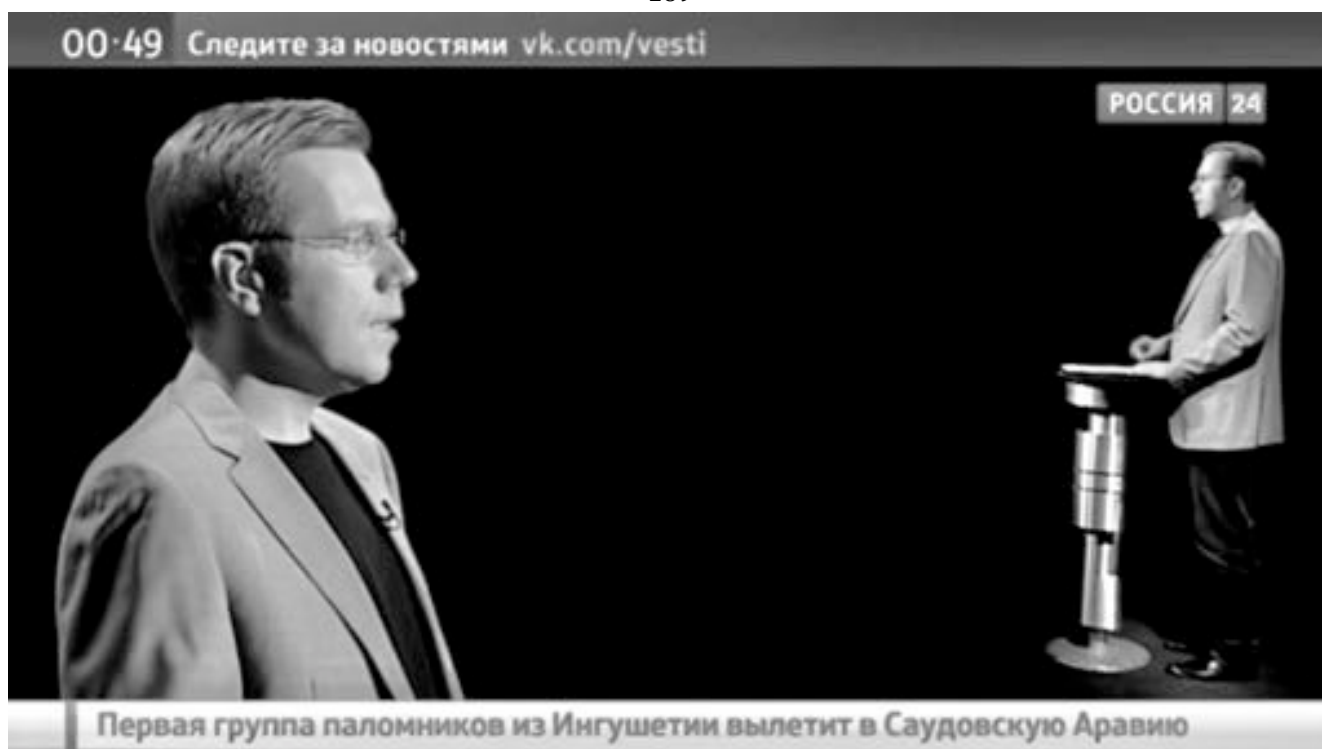 00:49 Следите за новостями vk.com/vesti
РОССИЯ 24
Первая группа паломников из Ингушетии вылетит в Саудовскую Аравию